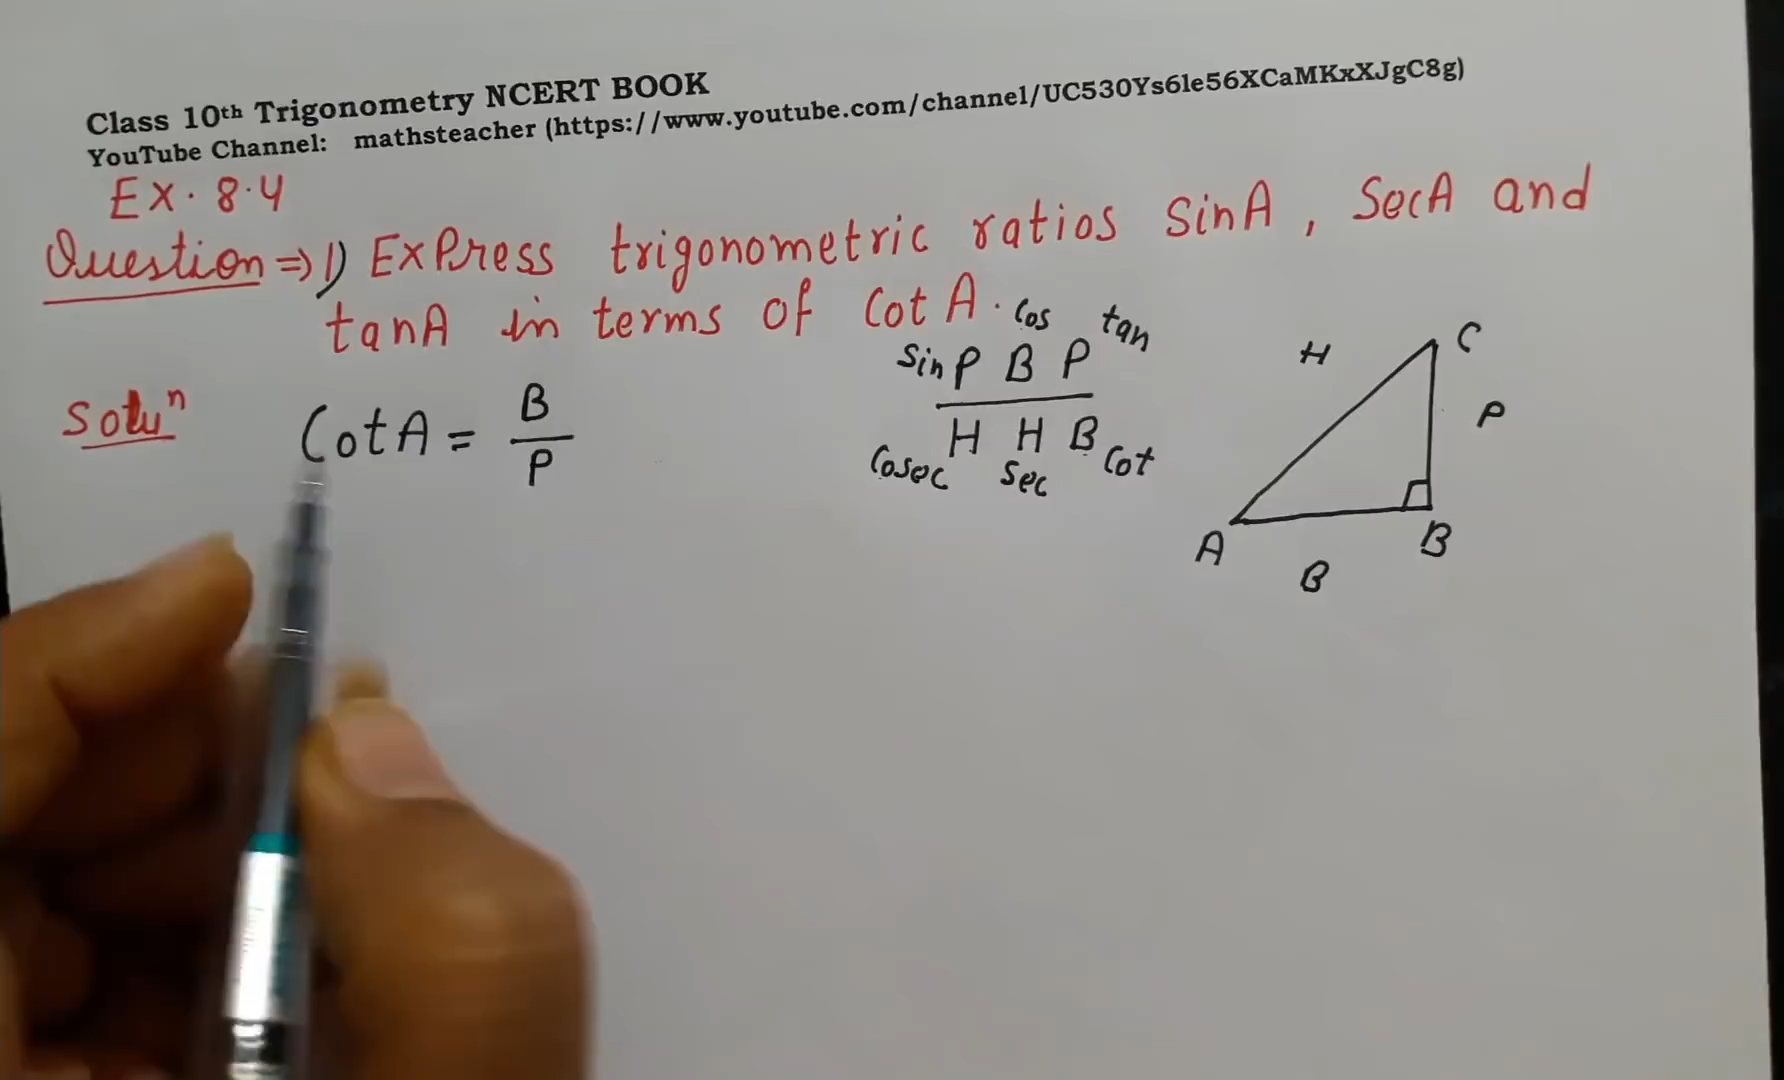 Class 10th Trigonometry NCERT BOOK
YouTube Channel: mathsteacher (https://www.youtube.com/channel/UC530Ys6le56XCaMKxXJgC8g)
Ex. 8.4
Question ⇒ 1) Express trigonometric ratios SinA, SecA and
tanA in terms of Cot A.
Cos tan
Sin P B P
H H B
Cosec Sec Cot
Soluⁿ
CotA = B/P
H
C
P
A
B
B